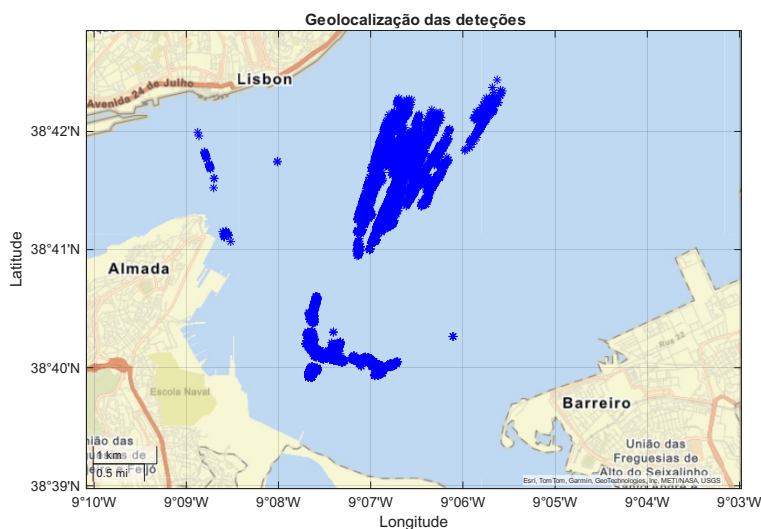 Geolocalização das deteções
Lisbon
Avenida 24 de Julho
38°42'N
38°41'N
Latitude
Almada
38°40'N
Rua 32
Escola Naval
Barreiro
nião das
1 km
0.5 mi
União das
Freguesias de
Alto do Seixalinho
Esri, TomTom, Garmin, GeoTechnologies, Inc, METI/NASA, USGS
38°39'N
9°10'W 9°09'W 9°08'W 9°07'W 9°06'W 9°05'W 9°04'W 9°03'W
Longitude